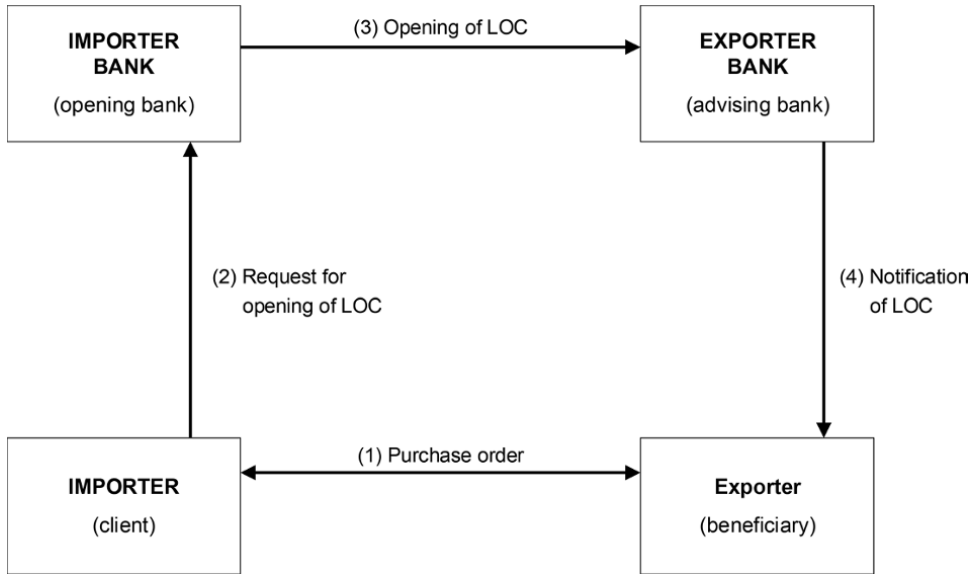 IMPORTER
BANK
(opening bank)
(3) Opening of LOC
EXPORTER
BANK
(advising bank)
(2) Request for
opening of LOC
(4) Notification
of LOC
IMPORTER
(client)
(1) Purchase order
Exporter
(beneficiary)